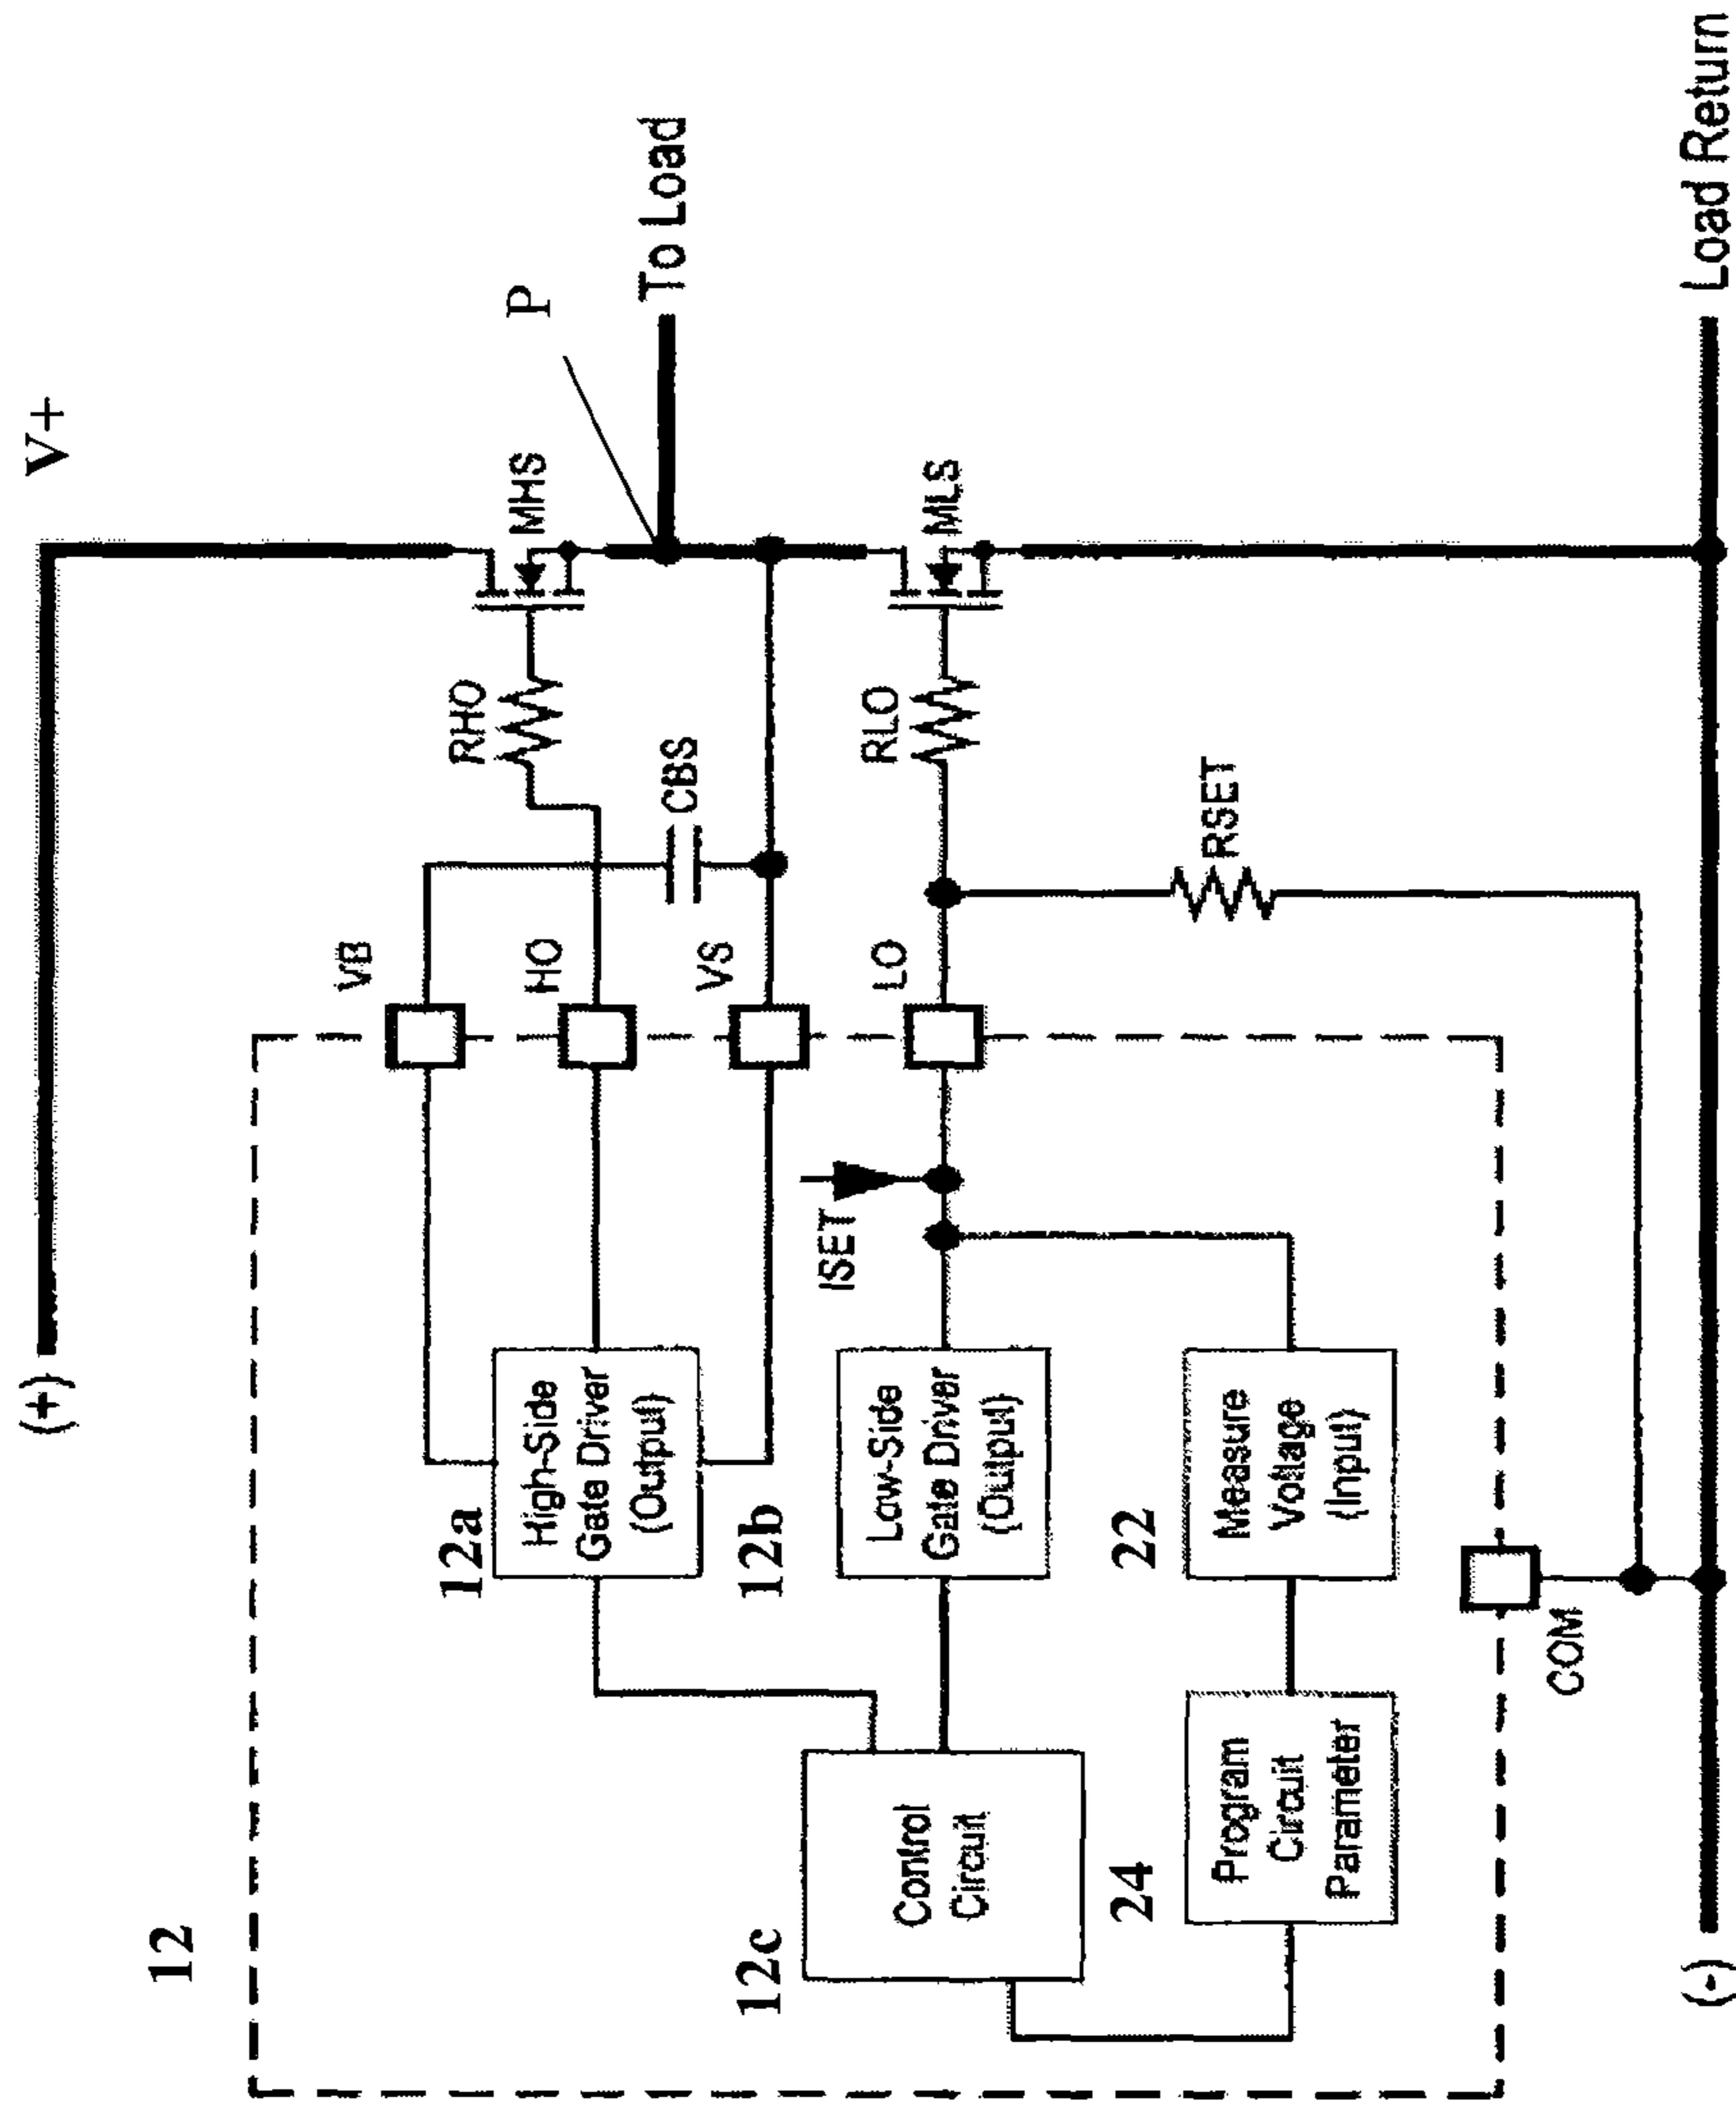 (+)
V+
12
VB
HO
VS
LO
12a
High-Side
Gate Driver
(Output)
RHO
MHS
P
CBS
To Load
12b
Low-Side
Gate Driver
(Output)
ISET
RLO
MLS
12c
Control
Circuit
22
Measure
Voltage
(Input)
RSET
24
Program
Circuit
Parameter
COM
(-)
Load Return